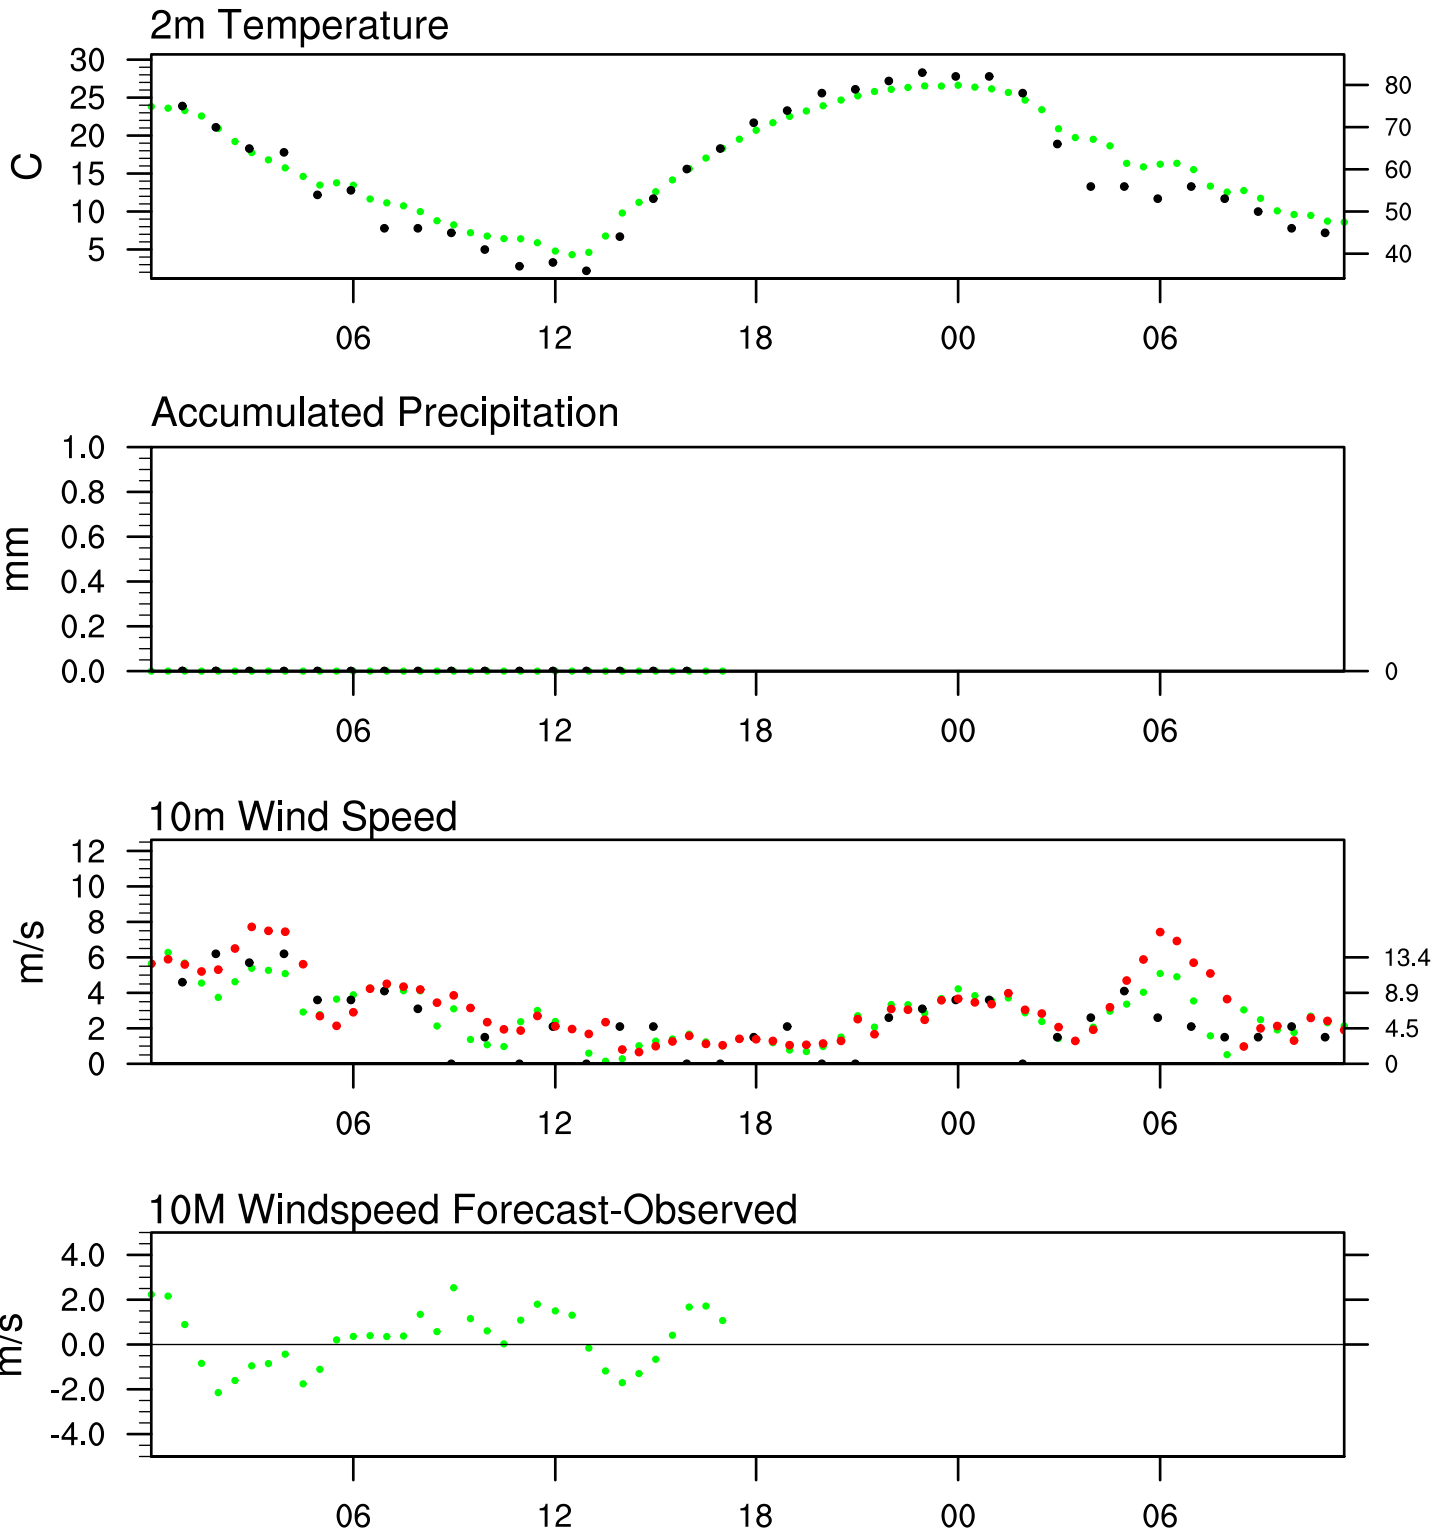 2m Temperature
30
25
20
15
10
5
C
80
70
60
50
40
06 12 18 00 06
Accumulated Precipitation
1.0
0.8
0.6
0.4
0.2
0.0
mm
0
06 12 18 00 06
10m Wind Speed
12
10
8
6
4
2
0
m/s
13.4
8.9
4.5
0
06 12 18 00 06
10M Windspeed Forecast-Observed
4.0
2.0
0.0
-2.0
-4.0
m/s
06 12 18 00 06